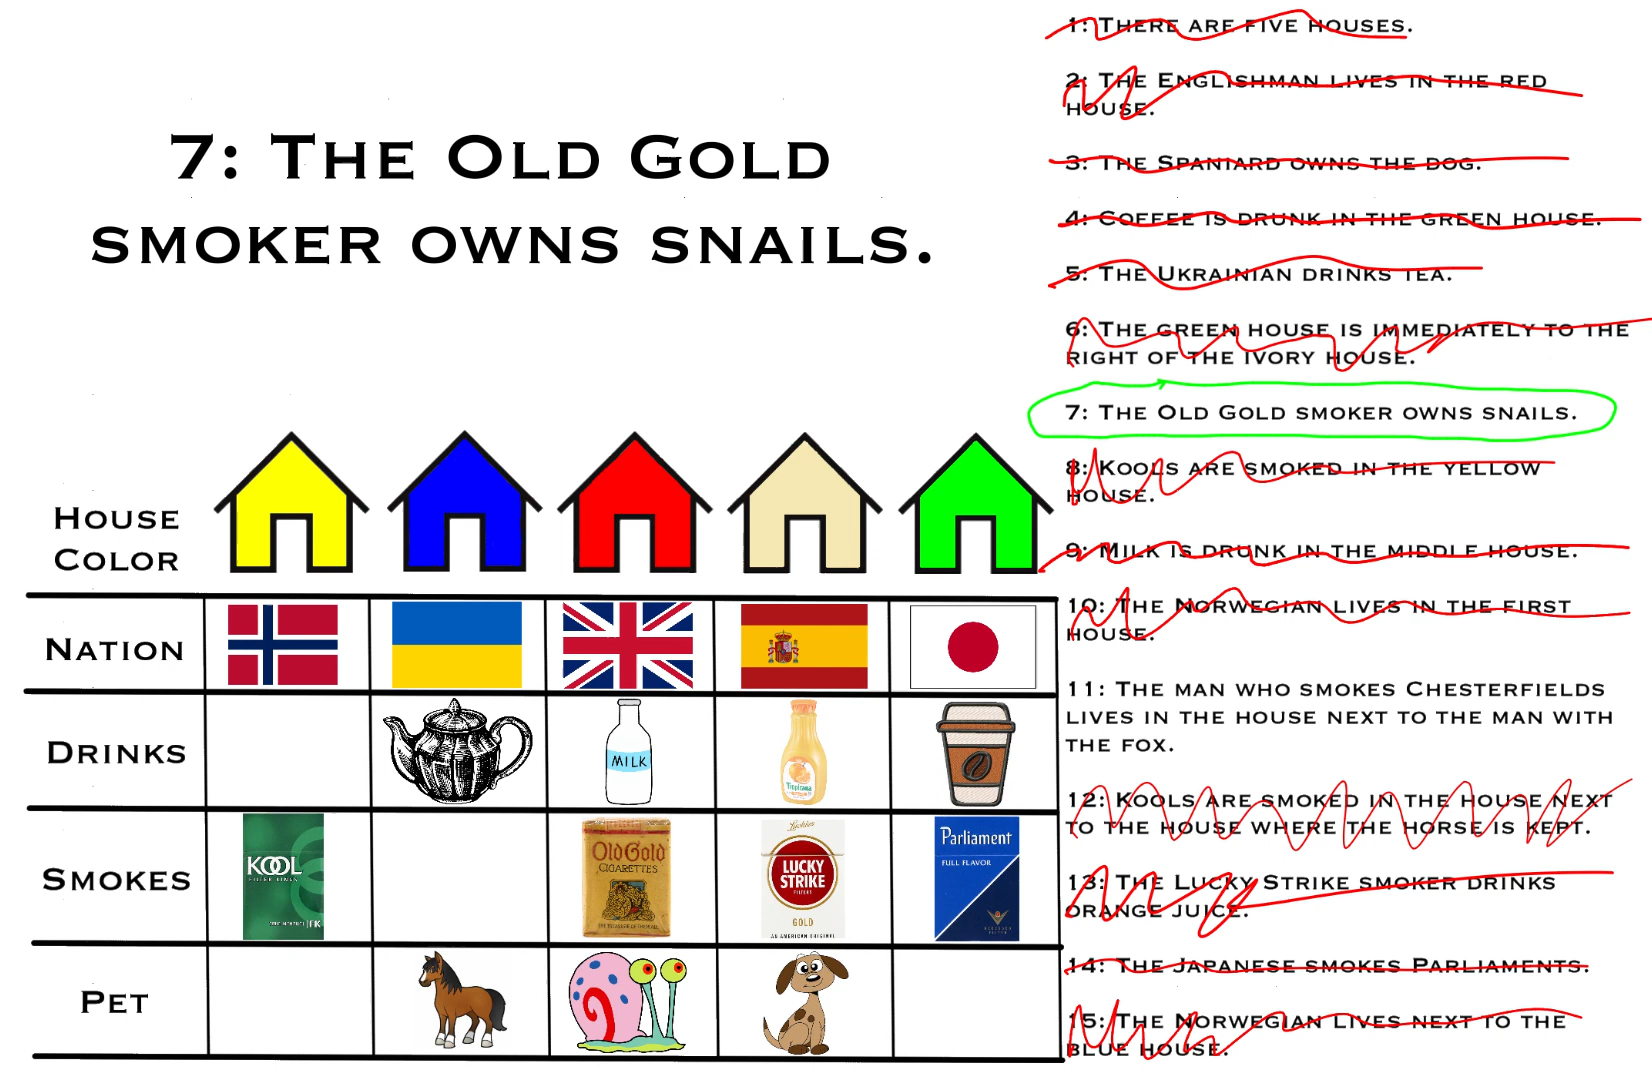 7: The Old Gold
smoker owns snails.
1: There are five houses.
2: The Englishman lives in the red
house.
3: The Spaniard owns the dog.
4: Coffee is drunk in the green house.
5: The Ukrainian drinks tea.
6: The green house is immediately to the
right of the ivory house.
7: The Old Gold smoker owns snails.
8: Kools are smoked in the yellow
house.
9: Milk is drunk in the middle house.
10: The Norwegian lives in the first
house.
11: The man who smokes Chesterfields
lives in the house next to the man with
the fox.
12: Kools are smoked in the house next
to the house where the horse is kept.
13: The Lucky Strike smoker drinks
orange juice.
14: The Japanese smokes Parliaments.
15: The Norwegian lives next to the
blue house.
House
Color
Nation
Drinks
MILK
Tropicana
Smokes
KOOL
Old Gold
CIGARETTES
Luckies
LUCKY
STRIKE
FILTERS
GOLD
AN AMERICAN ORIGINAL
Parliament
FULL FLAVOR
Pet